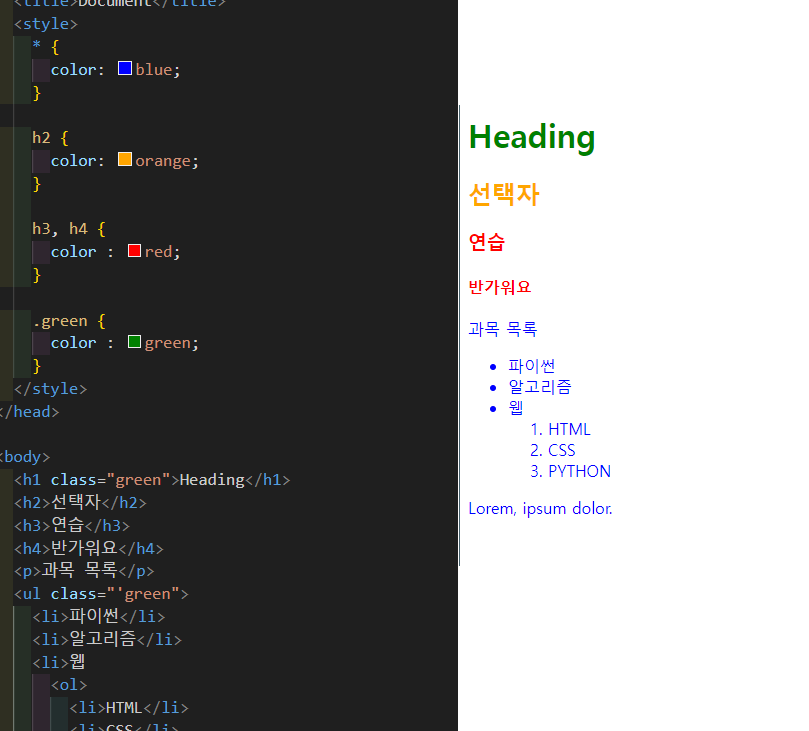 <title>Document</title>
<style>
* {
color: blue;
}
h2 {
color: orange;
}
h3, h4 {
color : red;
}
.green {
color : green;
}
</style>
</head>
<body>
<h1 class="green">Heading</h1>
<h2>선택자</h2>
<h3>연습</h3>
<h4>반가워요</h4>
<p>과목 목록</p>
<ul class="'green">
<li>파이썬</li>
<li>알고리즘</li>
<li>웹
<ol>
<li>HTML</li>
<li>CSS</li>
Heading
선택자
연습
반가워요
과목 목록
• 파이썬
• 알고리즘
• 웹
1. HTML
2. CSS
3. PYTHON
Lorem, ipsum dolor.